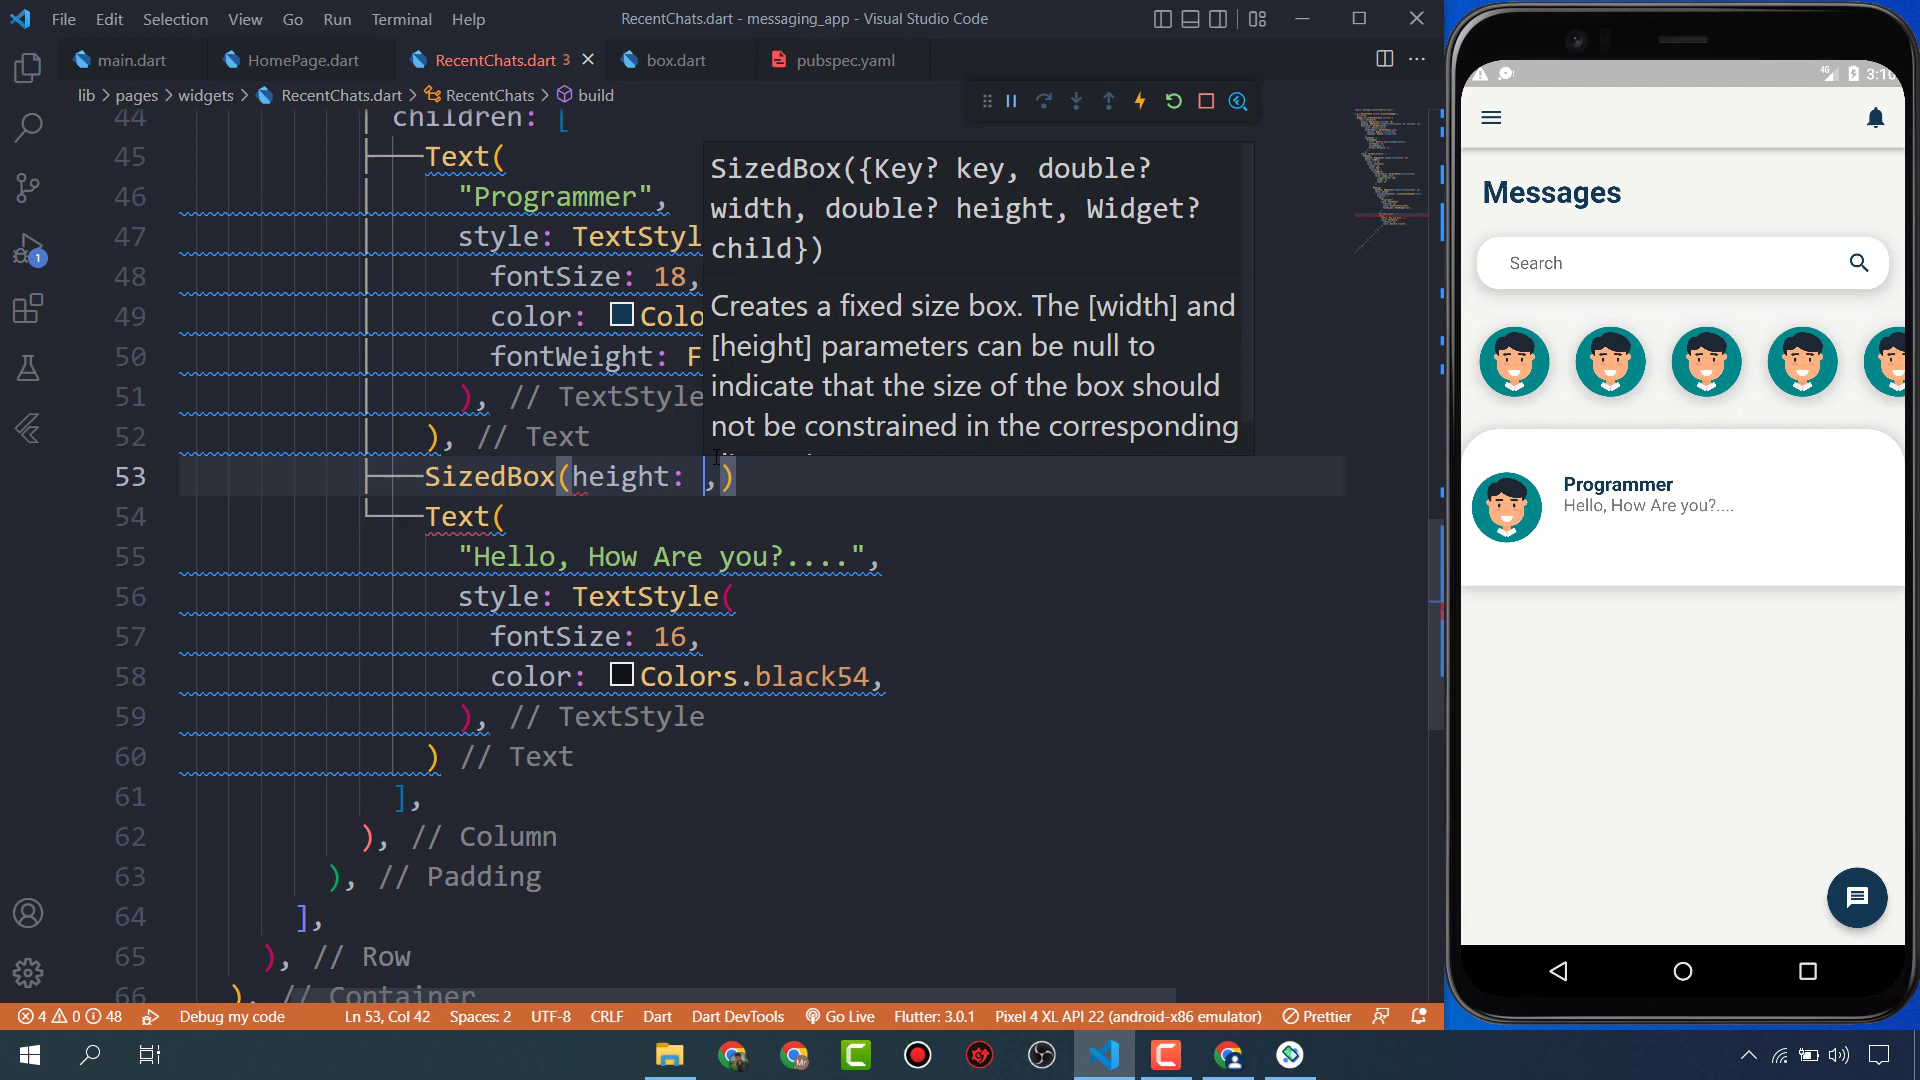 File Edit Selection View Go Run Terminal Help
RecentChats.dart - messaging_app - Visual Studio Code
main.dart
HomePage.dart
RecentChats.dart 3
box.dart
pubspec.yaml
lib > pages > widgets > RecentChats.dart > RecentChats > build
44 children: [
45 Text(
46 "Programmer",
47 style: TextStyl
48 fontSize: 18,
49 color: Colo
50 fontWeight: F
51 ), // TextStyle
52 ), // Text
53 SizedBox(height: ,)
54 Text(
55 "Hello, How Are you?....",
56 style: TextStyle(
57 fontSize: 16,
58 color: Colors.black54,
59 ), // TextStyle
60 ) // Text
61 ],
62 ), // Column
63 ), // Padding
64 ],
65 ), // Row
66 ), // Container
SizedBox({Key? key, double?
width, double? height, Widget?
child})
Creates a fixed size box. The [width] and
[height] parameters can be null to
indicate that the size of the box should
not be constrained in the corresponding
1
4 0 48 Debug my code
Ln 53, Col 42 Spaces: 2 UTF-8 CRLF Dart Dart DevTools Go Live Flutter: 3.0.1 Pixel 4 XL API 22 (android-x86 emulator) Prettier
4G 3:10
Messages
Search
Programmer
Hello, How Are you?....